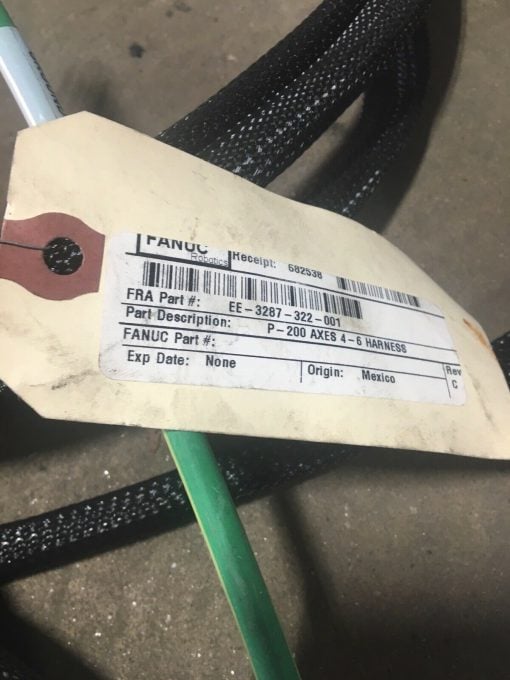 FANUC
Robotics
Receipt: 682538
FRA Part #: EE-3287-322-001
Part Description: P-200 AXES 4-6 HARNESS
FANUC Part #:
Exp Date: None
Origin: Mexico
Rev
C